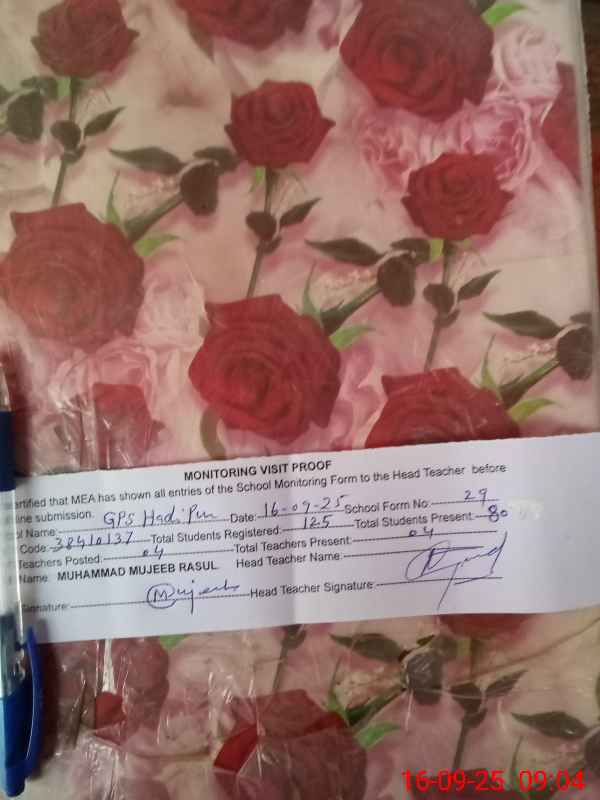 MONITORING VISIT PROOF
ertified that MEA has shown all entries of the School Monitoring Form to the Head Teacher before
line submission.
ol Name: GPS Hadi Pur Date: 16-09-25 School Form No: 29
Code: 38410137 Total Students Registered: 125 Total Students Present: 80
Teachers Posted: 04 Total Teachers Present: 04
Name: MUHAMMAD MUJEEB RASUL Head Teacher Name:
Signature: Mujeeb Head Teacher Signature:
16-09-25 09:04